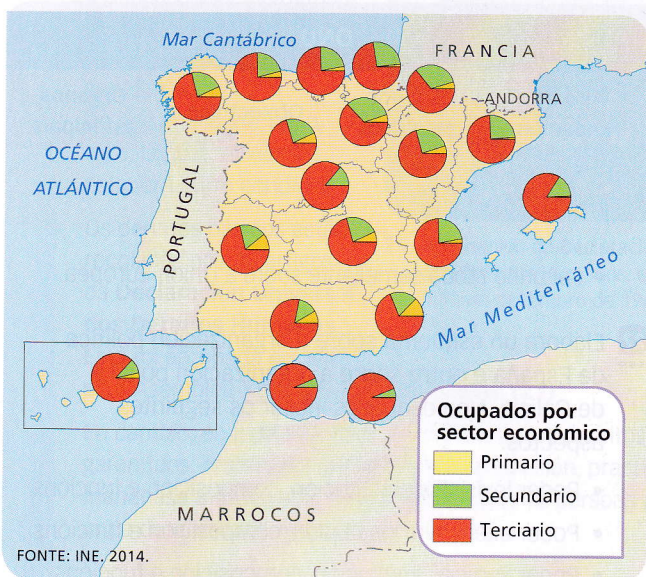 Mar Cantábrico
FRANCIA
ANDORRA
OCÉANO
ATLÁNTICO
PORTUGAL
Mar Mediterráneo
MARROCOS
Ocupados por
sector económico
Primario
Secundario
Terciario
FONTE: INE. 2014.